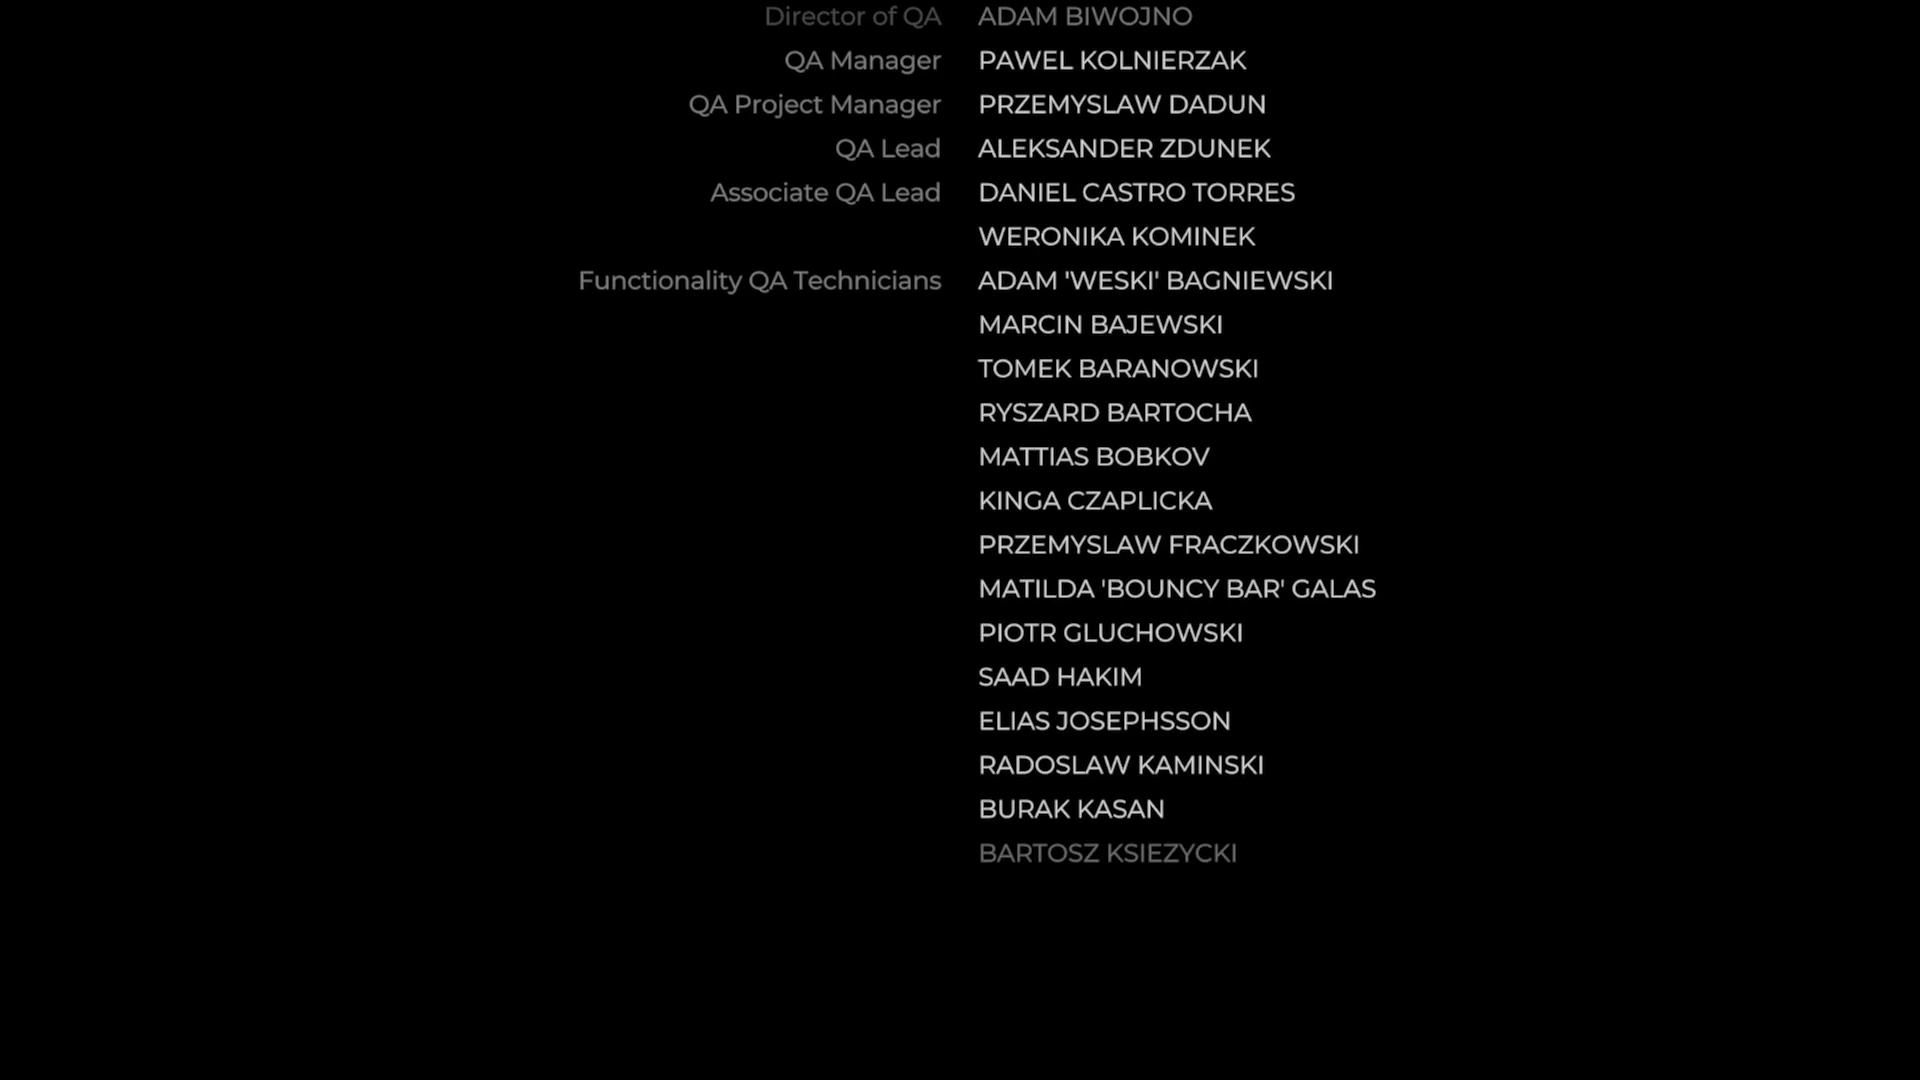 Director of QA ADAM BIWOJNO
QA Manager PAWEL KOLNIERZAK
QA Project Manager PRZEMYSLAW DADUN
QA Lead ALEKSANDER ZDUNEK
Associate QA Lead DANIEL CASTRO TORRES
WERONIKA KOMINEK
Functionality QA Technicians ADAM 'WESKI' BAGNIEWSKI
MARCIN BAJEWSKI
TOMEK BARANOWSKI
RYSZARD BARTOCHA
MATTIAS BOBKOV
KINGA CZAPLICKA
PRZEMYSLAW FRACZKOWSKI
MATILDA 'BOUNCY BAR' GALAS
PIOTR GLUCHOWSKI
SAAD HAKIM
ELIAS JOSEPHSSON
RADOSLAW KAMINSKI
BURAK KASAN
BARTOSZ KSIEZYCKI